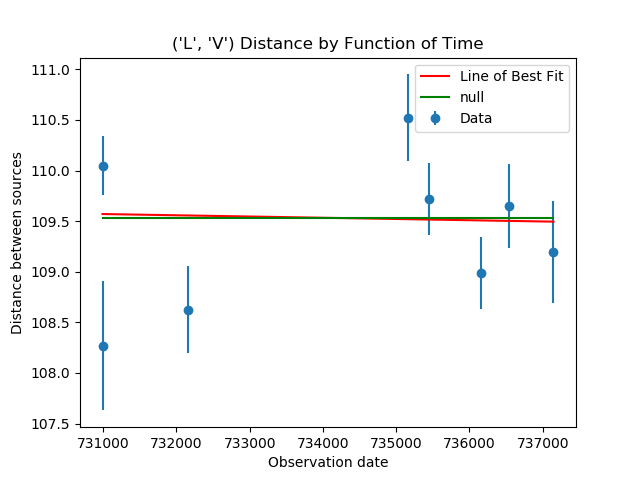 ('L', 'V') Distance by Function of Time
Distance between sources
111.0
110.5
110.0
109.5
109.0
108.5
108.0
107.5
Line of Best Fit
null
Data
731000 732000 733000 734000 735000 736000 737000
Observation date